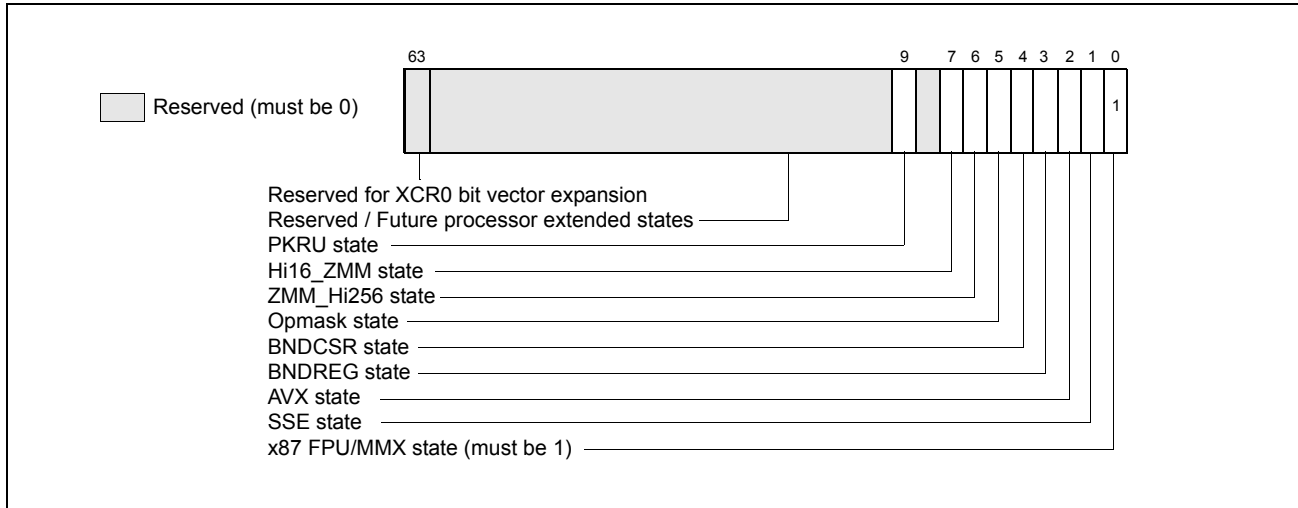 63 9 7 6 5 4 3 2 1 0
Reserved (must be 0)
1
Reserved for XCR0 bit vector expansion
Reserved / Future processor extended states
PKRU state
Hi16_ZMM state
ZMM_Hi256 state
Opmask state
BNDCSR state
BNDREG state
AVX state
SSE state
x87 FPU/MMX state (must be 1)